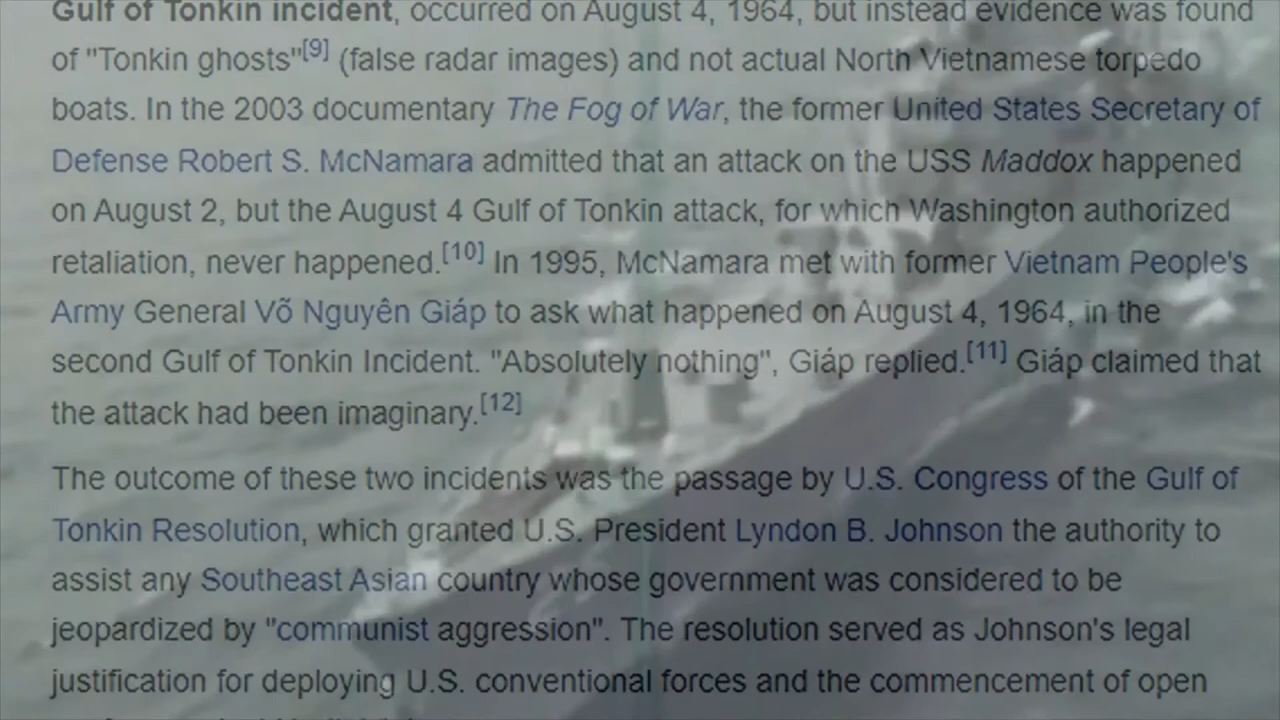 Gulf of Tonkin incident, occurred on August 4, 1964, but instead evidence was found
of "Tonkin ghosts"[9] (false radar images) and not actual North Vietnamese torpedo
boats. In the 2003 documentary The Fog of War, the former United States Secretary of
Defense Robert S. McNamara admitted that an attack on the USS Maddox happened
on August 2, but the August 4 Gulf of Tonkin attack, for which Washington authorized
retaliation, never happened.[10] In 1995, McNamara met with former Vietnam People's
Army General Võ Nguyên Giáp to ask what happened on August 4, 1964, in the
second Gulf of Tonkin Incident. "Absolutely nothing", Giáp replied.[11] Giáp claimed that
the attack had been imaginary.[12]
The outcome of these two incidents was the passage by U.S. Congress of the Gulf of
Tonkin Resolution, which granted U.S. President Lyndon B. Johnson the authority to
assist any Southeast Asian country whose government was considered to be
jeopardized by "communist aggression". The resolution served as Johnson's legal
justification for deploying U.S. conventional forces and the commencement of open